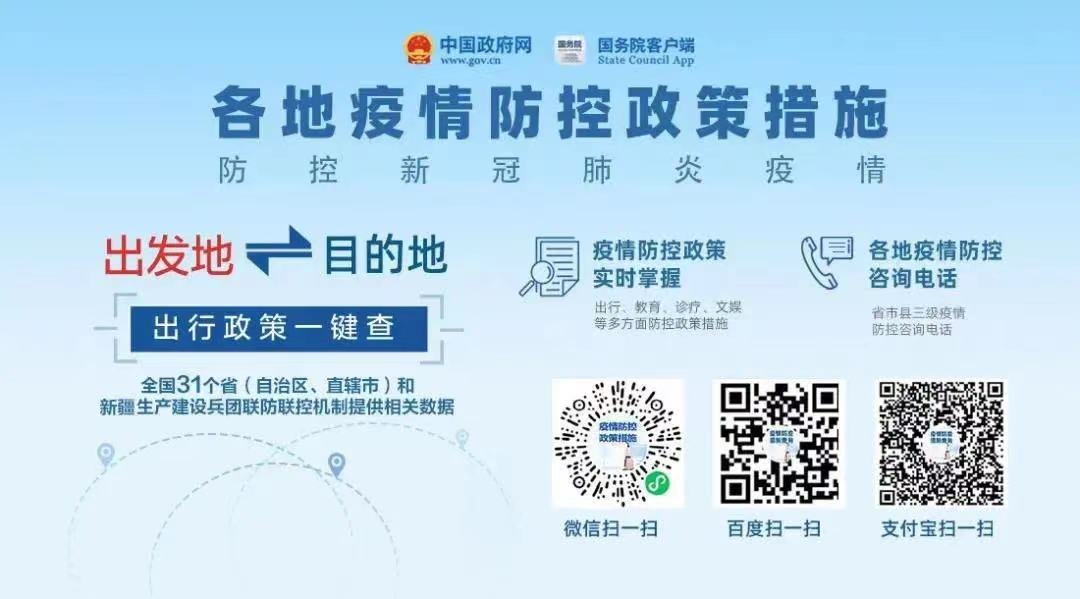 中国政府网
www.gov.cn
国务院
国务院客户端
State Council App
各地疫情防控政策措施
防控新冠肺炎疫情
出发地
目的地
出行政策一键查
全国31个省（自治区、直辖市）和
新疆生产建设兵团联防联控机制提供相关数据
疫情防控政策
实时掌握
出行、教育、诊疗、文娱
等多方面防控政策措施
各地疫情防控
咨询电话
省市县三级疫情
防控咨询电话
疫情防控
政策措施
微信扫一扫
百度扫一扫
支付宝扫一扫